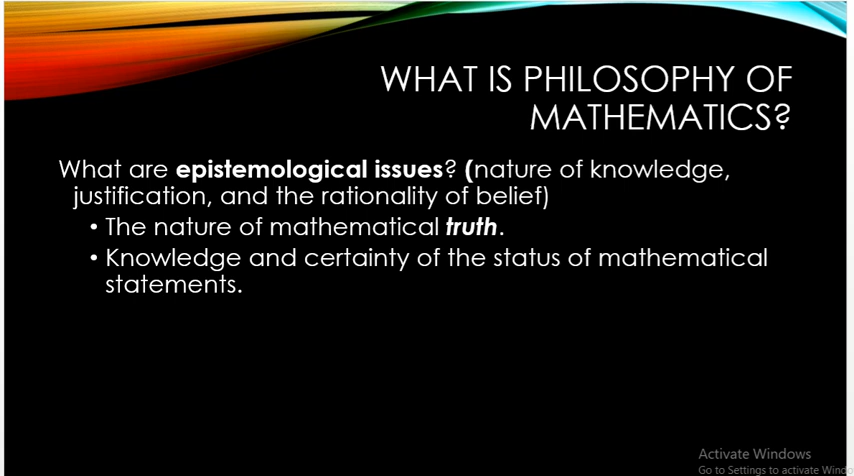 WHAT IS PHILOSOPHY OF
MATHEMATICS?
What are epistemological issues? (nature of knowledge,
justification, and the rationality of belief)
• The nature of mathematical truth.
• Knowledge and certainty of the status of mathematical
statements.
Activate Windows
Go to Settings to activate Windo